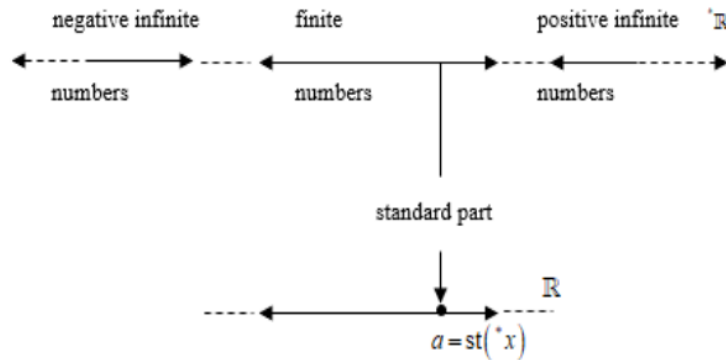 negative infinite finite positive infinite *ℝ
numbers numbers numbers
standard part
ℝ
a = st(*x)